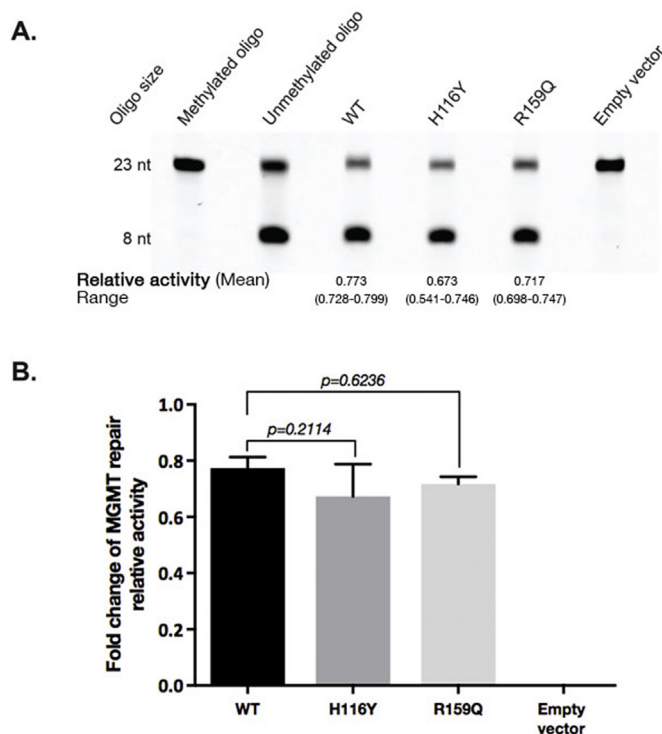 A.
Oligo size
Methylated oligo
Unmethylated oligo
WT
H116Y
R159Q
Empty vector
23 nt
8 nt
Relative activity (Mean) 0.773 0.673 0.717
Range (0.728-0.799) (0.541-0.746) (0.698-0.747)
B.
p=0.6236
p=0.2114
Fold change of MGMT repair
relative activity
1.0
0.8
0.6
0.4
0.2
0.0
WT H116Y R159Q Empty
vector